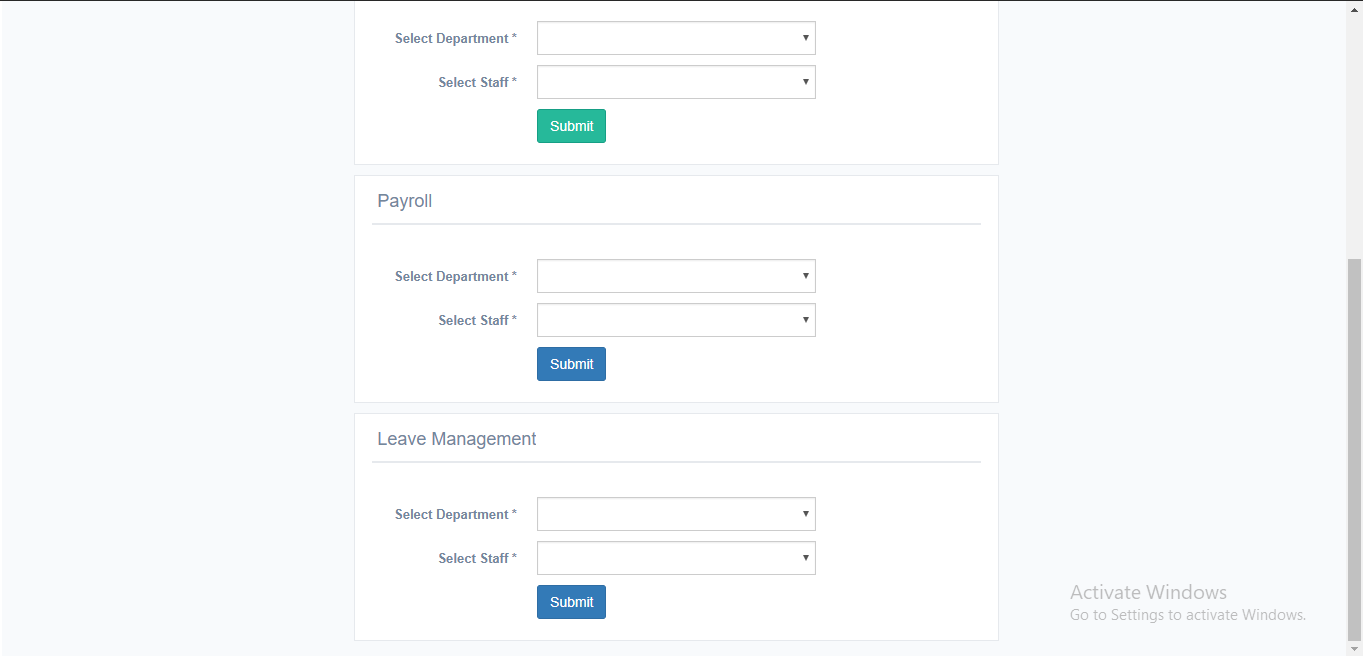 Select Department *
Select Staff *
Submit
Payroll
Select Department *
Select Staff *
Submit
Leave Management
Select Department *
Select Staff *
Submit
Activate Windows
Go to Settings to activate Windows.